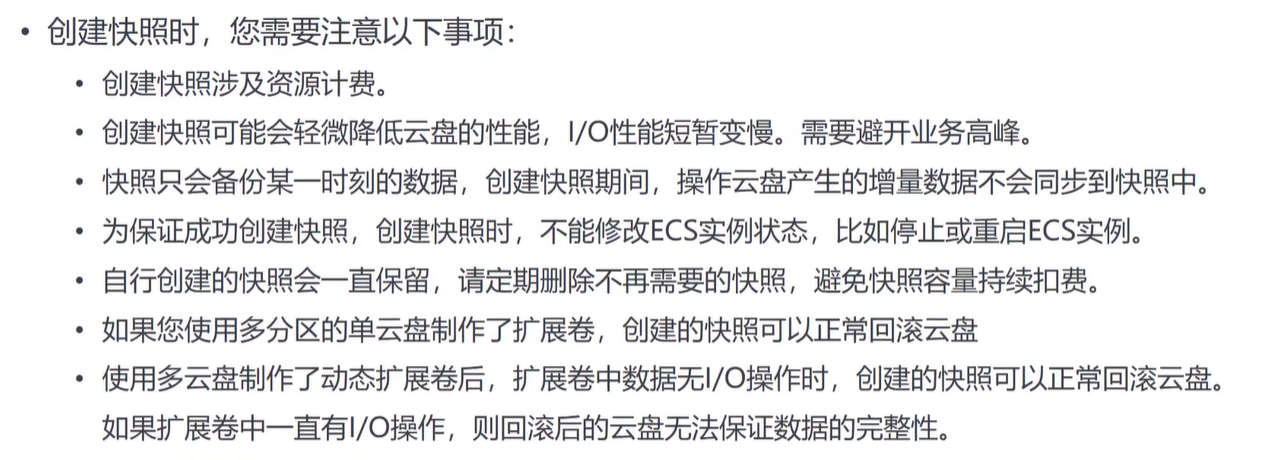 • 创建快照时，您需要注意以下事项：
• 创建快照涉及资源计费。
• 创建快照可能会轻微降低云盘的性能，I/O性能短暂变慢。需要避开业务高峰。
• 快照只会备份某一时刻的数据，创建快照期间，操作云盘产生的增量数据不会同步到快照中。
• 为保证成功创建快照，创建快照时，不能修改ECS实例状态，比如停止或重启ECS实例。
• 自行创建的快照会一直保留，请定期删除不再需要的快照，避免快照容量持续扣费。
• 如果您使用多分区的单云盘制作了扩展卷，创建的快照可以正常回滚云盘
• 使用多云盘制作了动态扩展卷后，扩展卷中数据无I/O操作时，创建的快照可以正常回滚云盘。
如果扩展卷中一直有I/O操作，则回滚后的云盘无法保证数据的完整性。